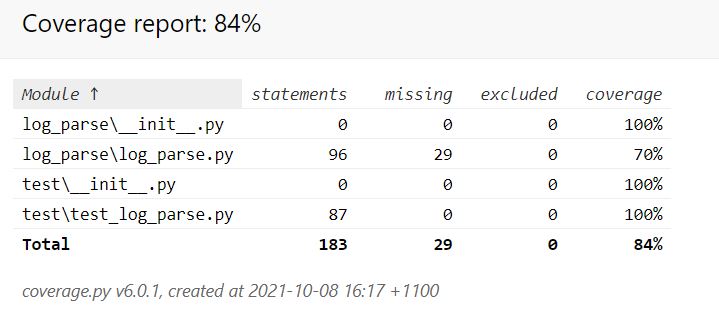 Coverage report: 84%
Module ↑ statements missing excluded coverage
log_parse\__init__.py 0 0 0 100%
log_parse\log_parse.py 96 29 0 70%
test\__init__.py 0 0 0 100%
test\test_log_parse.py 87 0 0 100%
Total 183 29 0 84%
coverage.py v6.0.1, created at 2021-10-08 16:17 +1100